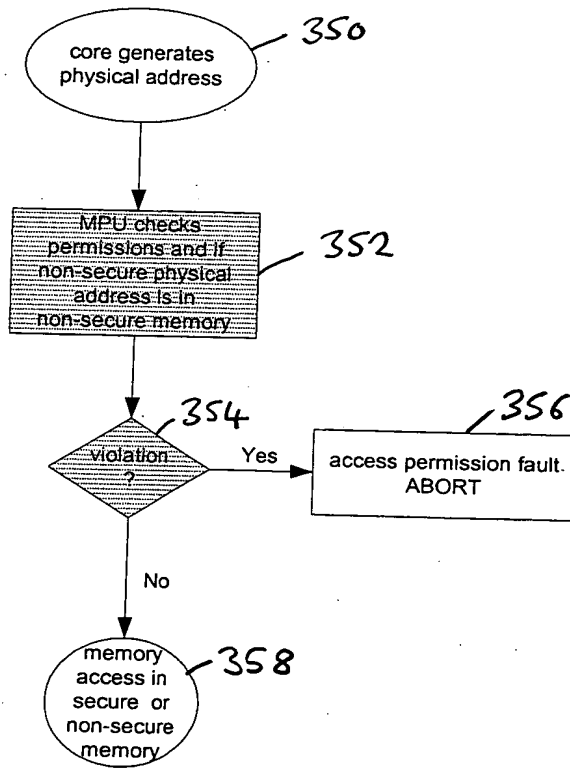 core generates
physical address
350
MPU checks
permissions and if
non-secure physical
address is in
non-secure memory
352
violation
?
354
Yes
access permission fault.
ABORT
356
No
memory
access in
secure or
non-secure
memory
358